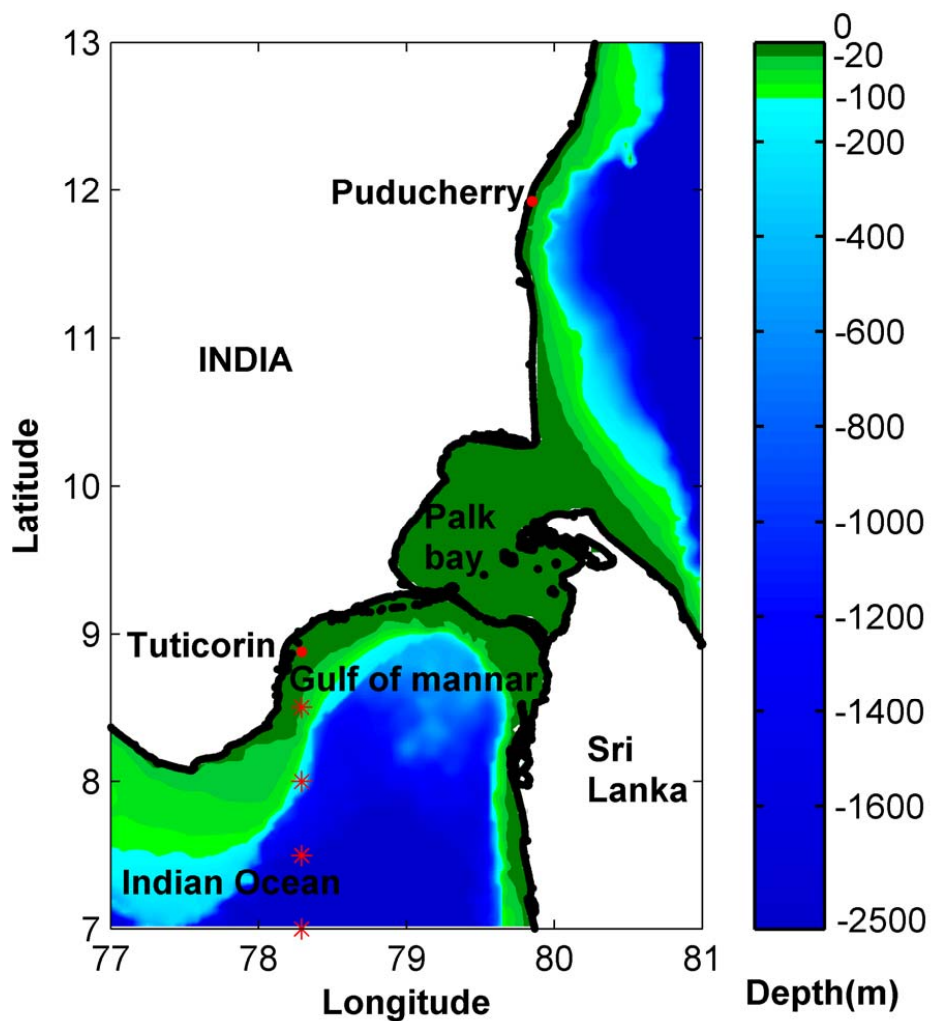 13
12
11
10
9
8
7
77
78
79
80
81
Latitude
Longitude
Puducherry
INDIA
Palk
bay
Tuticorin
Gulf of mannar
Sri
Lanka
Indian Ocean
0
-20
-100
-200
-400
-600
-800
-1000
-1200
-1400
-1600
-2500
Depth(m)